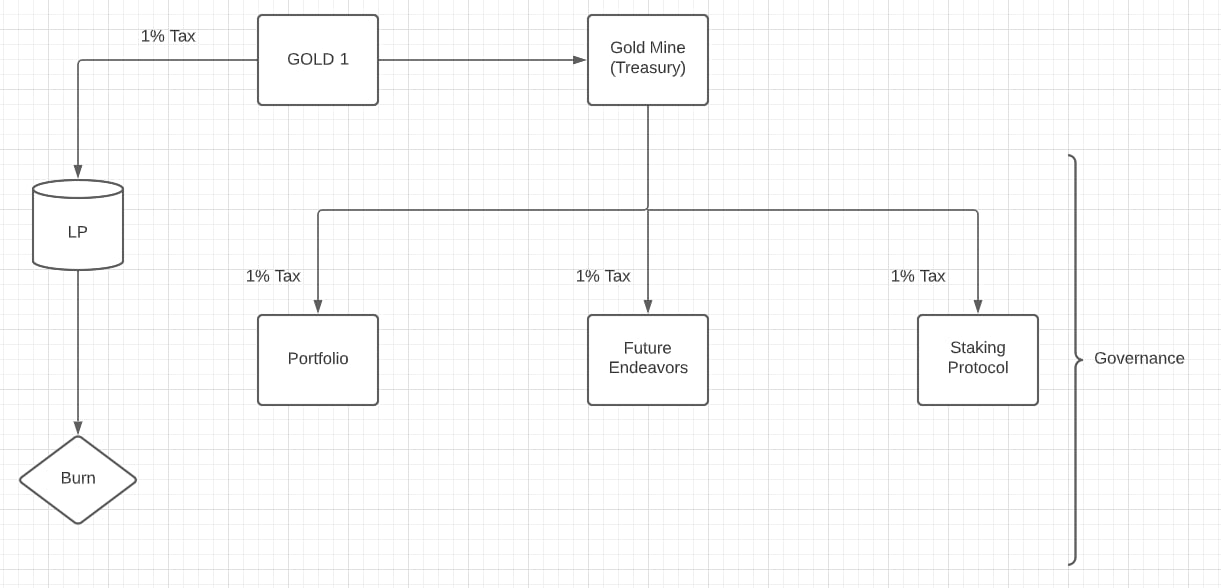 1% Tax
GOLD 1
Gold Mine
(Treasury)
LP
1% Tax
1% Tax
1% Tax
Portfolio
Future
Endeavors
Staking
Protocol
Governance
Burn